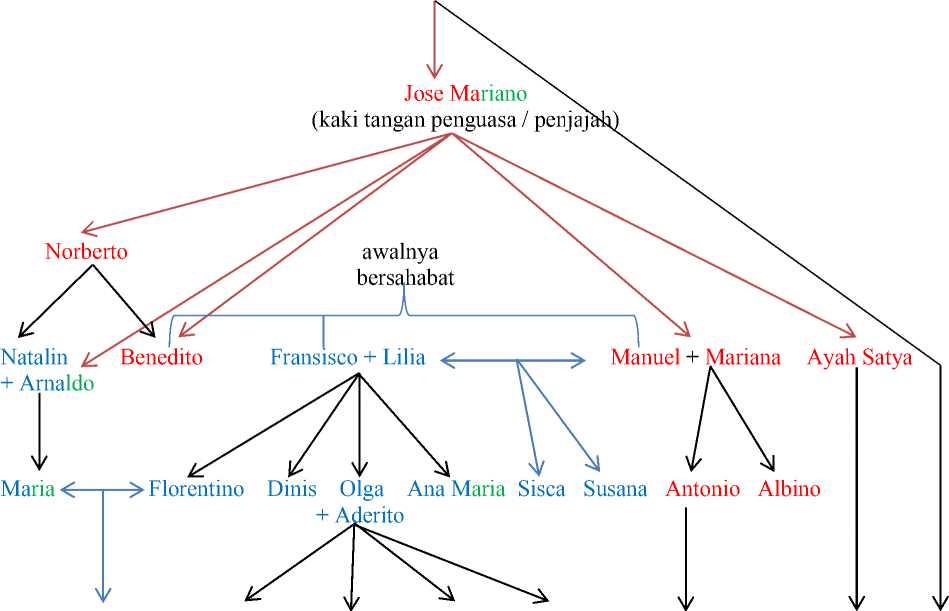 Jose Mariano
(kaki tangan penguasa / penjajah)
Norberto
awalnya
bersahabat
Natalin
+ Arnaldo
Benedito
Fransisco + Lilia
Manuel + Mariana
Ayah Satya
Maria
Florentino
Dinis
Olga
+ Aderito
Ana Maria
Sisca
Susana
Antonio
Albino